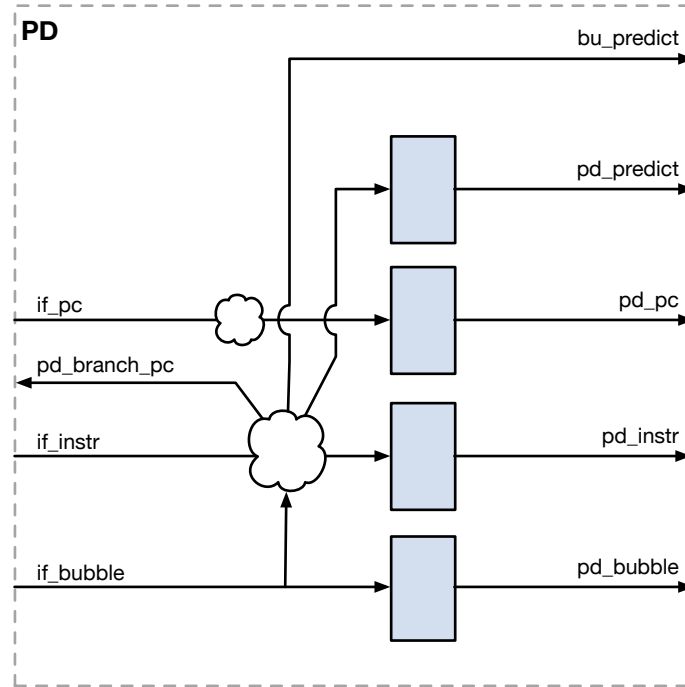 PD
bu_predict
pd_predict
if_pc
pd_pc
pd_branch_pc
if_instr
pd_instr
if_bubble
pd_bubble